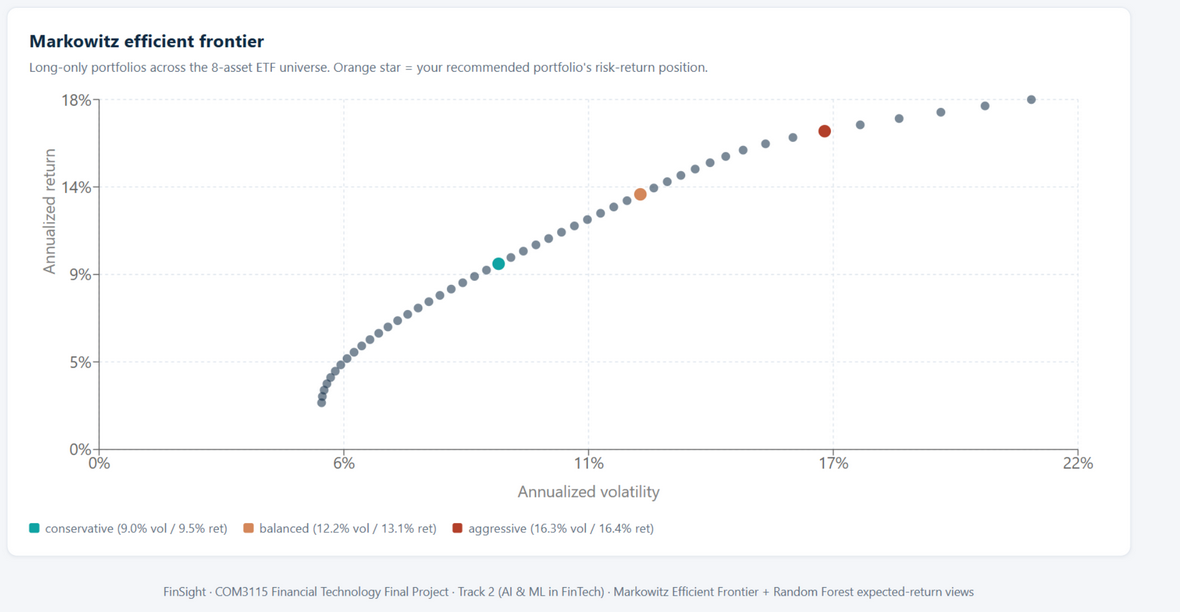 Markowitz efficient frontier
Long-only portfolios across the 8-asset ETF universe. Orange star = your recommended portfolio's risk-return position.
18%
14%
9%
5%
0%
Annualized return
0%
6%
11%
17%
22%
Annualized volatility
conservative (9.0% vol / 9.5% ret)
balanced (12.2% vol / 13.1% ret)
aggressive (16.3% vol / 16.4% ret)
FinSight · COM3115 Financial Technology Final Project · Track 2 (AI & ML in FinTech) · Markowitz Efficient Frontier + Random Forest expected-return views